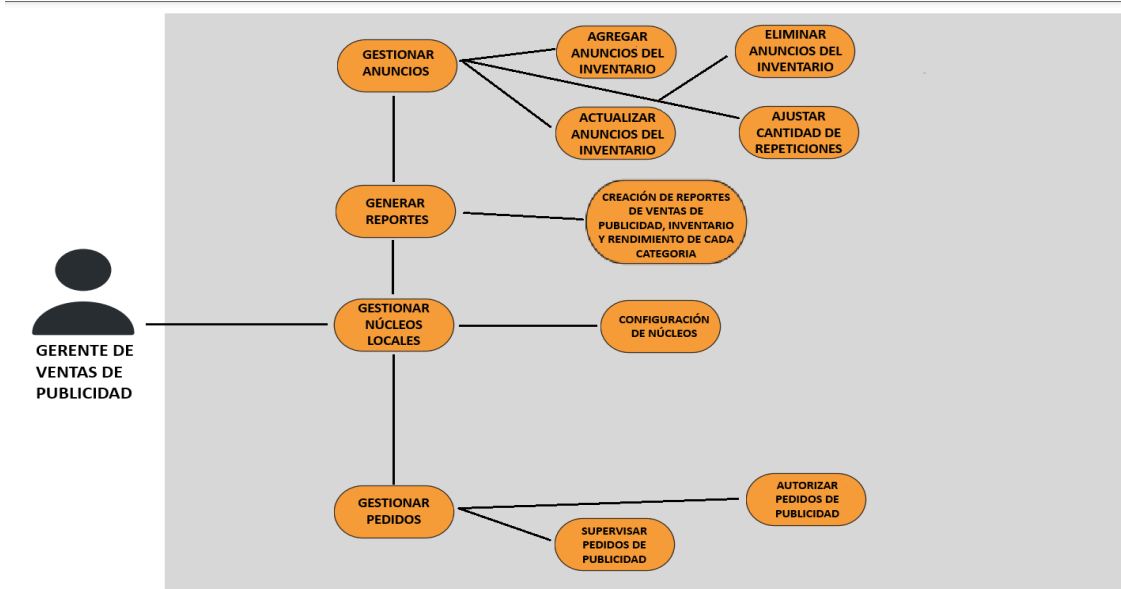 GESTIONAR
ANUNCIOS
AGREGAR
ANUNCIOS DEL
INVENTARIO
ELIMINAR
ANUNCIOS DEL
INVENTARIO
ACTUALIZAR
ANUNCIOS DEL
INVENTARIO
AJUSTAR
CANTIDAD DE
REPETICIONES
GENERAR
REPORTES
CREACIÓN DE REPORTES
DE VENTAS DE
PUBLICIDAD, INVENTARIO
Y RENDIMIENTO DE CADA
CATEGORIA
GERENTE DE
VENTAS DE
PUBLICIDAD
GESTIONAR
NÚCLEOS
LOCALES
CONFIGURACIÓN
DE NÚCLEOS
GESTIONAR
PEDIDOS
AUTORIZAR
PEDIDOS DE
PUBLICIDAD
SUPERVISAR
PEDIDOS DE
PUBLICIDAD